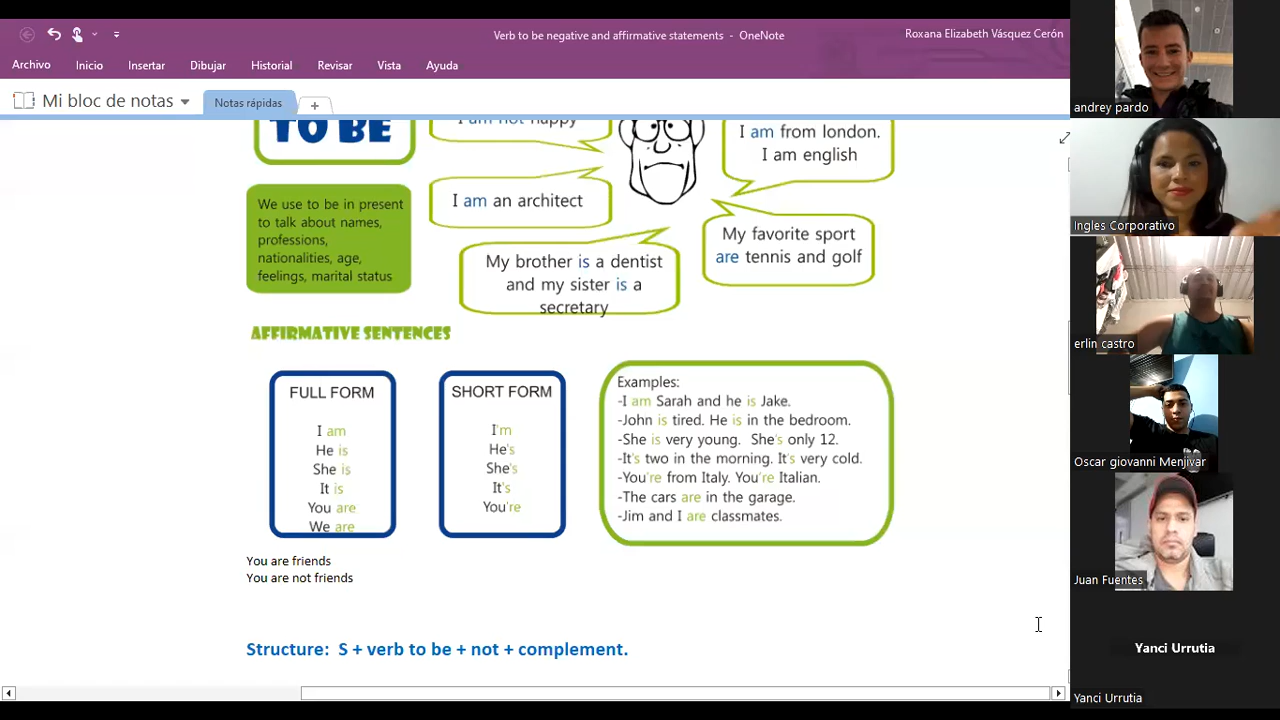 Verb to be negative and affirmative statements - OneNote
Roxana Elizabeth Vásquez Cerón
Archivo Inicio Insertar Dibujar Historial Revisar Vista Ayuda
Mi bloc de notas Notas rápidas
TO BE
I am not happy
I am from london.
I am english
We use to be in present
to talk about names,
professions,
nationalities, age,
feelings, marital status
I am an architect
My favorite sport
are tennis and golf
My brother is a dentist
and my sister is a
secretary
AFFIRMATIVE SENTENCES
FULL FORM
I am
He is
She is
It is
You are
We are
SHORT FORM
I'm
He's
She's
It's
You're
Examples:
-I am Sarah and he is Jake.
-John is tired. He is in the bedroom.
-She is very young. She's only 12.
-It's two in the morning. It's very cold.
-You're from Italy. You're Italian.
-The cars are in the garage.
-Jim and I are classmates.
You are friends
You are not friends
Structure: S + verb to be + not + complement.
andrey pardo
Ingles Corporativo
erlin castro
Oscar giovanni Menjivar
Juan Fuentes
Yanci Urrutia
Yanci Urrutia